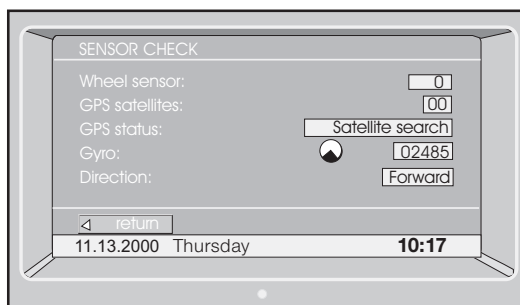 SENSOR CHECK
Wheel sensor: 0
GPS satellites: 00
GPS status: Satellite search
Gyro: 02485
Direction: Forward
return
11.13.2000 Thursday 10:17